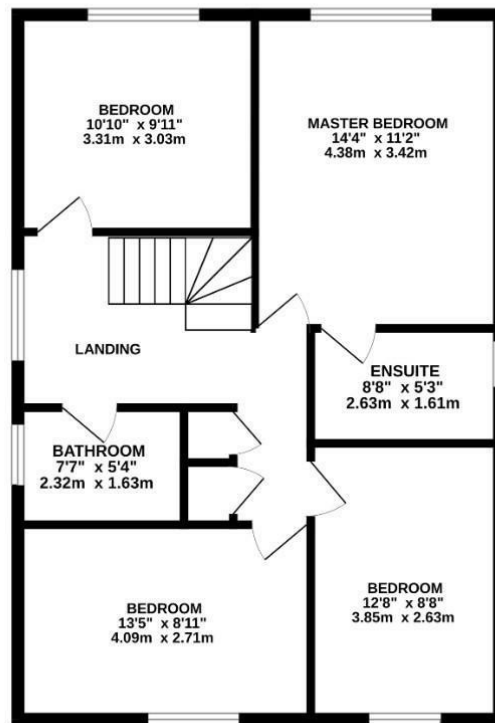 BEDROOM
10'10" x 9'11"
3.31m x 3.03m
MASTER BEDROOM
14'4" x 11'2"
4.38m x 3.42m
LANDING
ENSUITE
8'8" x 5'3"
2.63m x 1.61m
BATHROOM
7'7" x 5'4"
2.32m x 1.63m
BEDROOM
13'5" x 8'11"
4.09m x 2.71m
BEDROOM
12'8" x 8'8"
3.85m x 2.63m